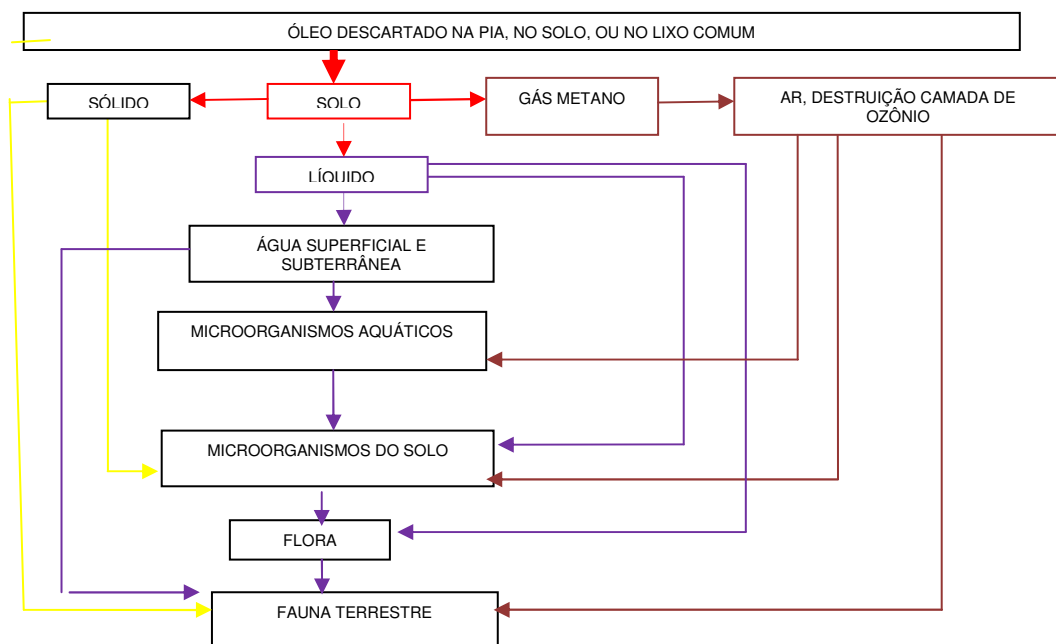 ÓLEO DESCARTADO NA PIA, NO SOLO, OU NO LIXO COMUM
SÓLIDO
SOLO
GÁS METANO
AR, DESTRUIÇÃO CAMADA DE
OZÔNIO
LÍQUIDO
ÁGUA SUPERFICIAL E
SUBTERRÂNEA
MICROORGANISMOS AQUÁTICOS
MICROORGANISMOS DO SOLO
FLORA
FAUNA TERRESTRE